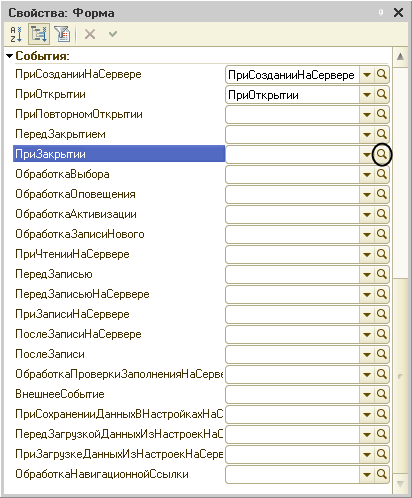 Свойства: Форма
События:
ПриСозданииНаСервере ПриСозданииНаСервере
ПриОткрытии ПриОткрытии
ПриПовторномОткрытии
ПередЗакрытием
ПриЗакрытии
ОбработкаВыбора
ОбработкаОповещения
ОбработкаАктивизации
ОбработкаЗаписиНового
ПриЧтенииНаСервере
ПередЗаписью
ПередЗаписьюНаСервере
ПриЗаписиНаСервере
ПослеЗаписиНаСервере
ПослеЗаписи
ОбработкаПроверкиЗаполненияНаСерве
ВнешнееСобытие
ПриСохраненииДанныхВНастройкахНаС
ПередЗагрузкойДанныхИзНастроекНаС
ПриЗагрузкеДанныхИзНастроекНаСерв
ОбработкаНавигационнойСсылки